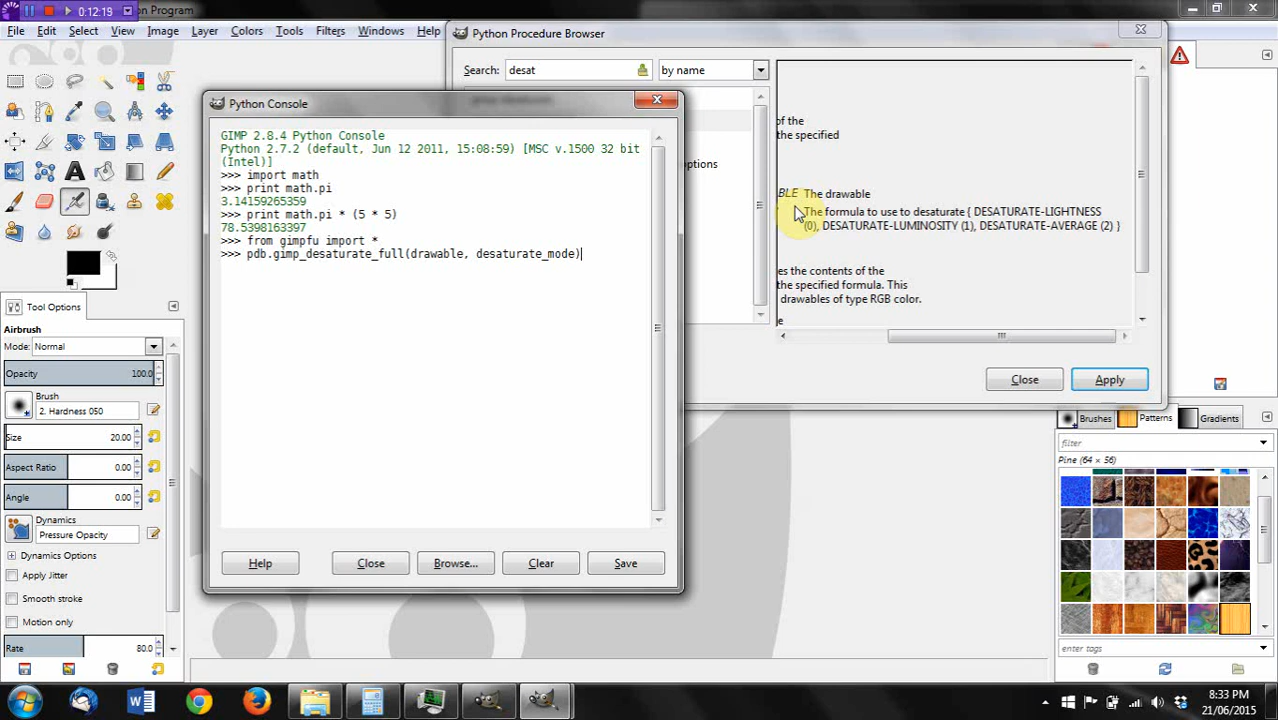 00:12:19
on Program
File Edit Select View Image Layer Colors Tools Filters Windows Help
Python Procedure Browser
Search: desat by name
ptions
of the
the specified
BLE The drawable
The formula to use to desaturate { DESATURATE-LIGHTNESS
(0), DESATURATE-LUMINOSITY (1), DESATURATE-AVERAGE (2) }
es the contents of the
the specified formula. This
drawables of type RGB color.
e
Close Apply
Python Console
GIMP 2.8.4 Python Console
Python 2.7.2 (default, Jun 12 2011, 15:08:59) [MSC v.1500 32 bit
(Intel)]
>>> import math
>>> print math.pi
3.14159265359
>>> print math.pi * (5 * 5)
78.5398163397
>>> from gimpfu import *
>>> pdb.gimp_desaturate_full(drawable, desaturate_mode)
Help Close Browse... Clear Save
Tool Options
Airbrush
Mode: Normal
Opacity 100.0
Brush
2. Hardness 050
Size 20.00
Aspect Ratio 0.00
Angle 0.00
Dynamics
Pressure Opacity
Dynamics Options
Apply Jitter
Smooth stroke
Motion only
Rate 80.0
Brushes Patterns Gradients
filter
Pine (64 × 56)
enter tags
8:33 PM
21/06/2015